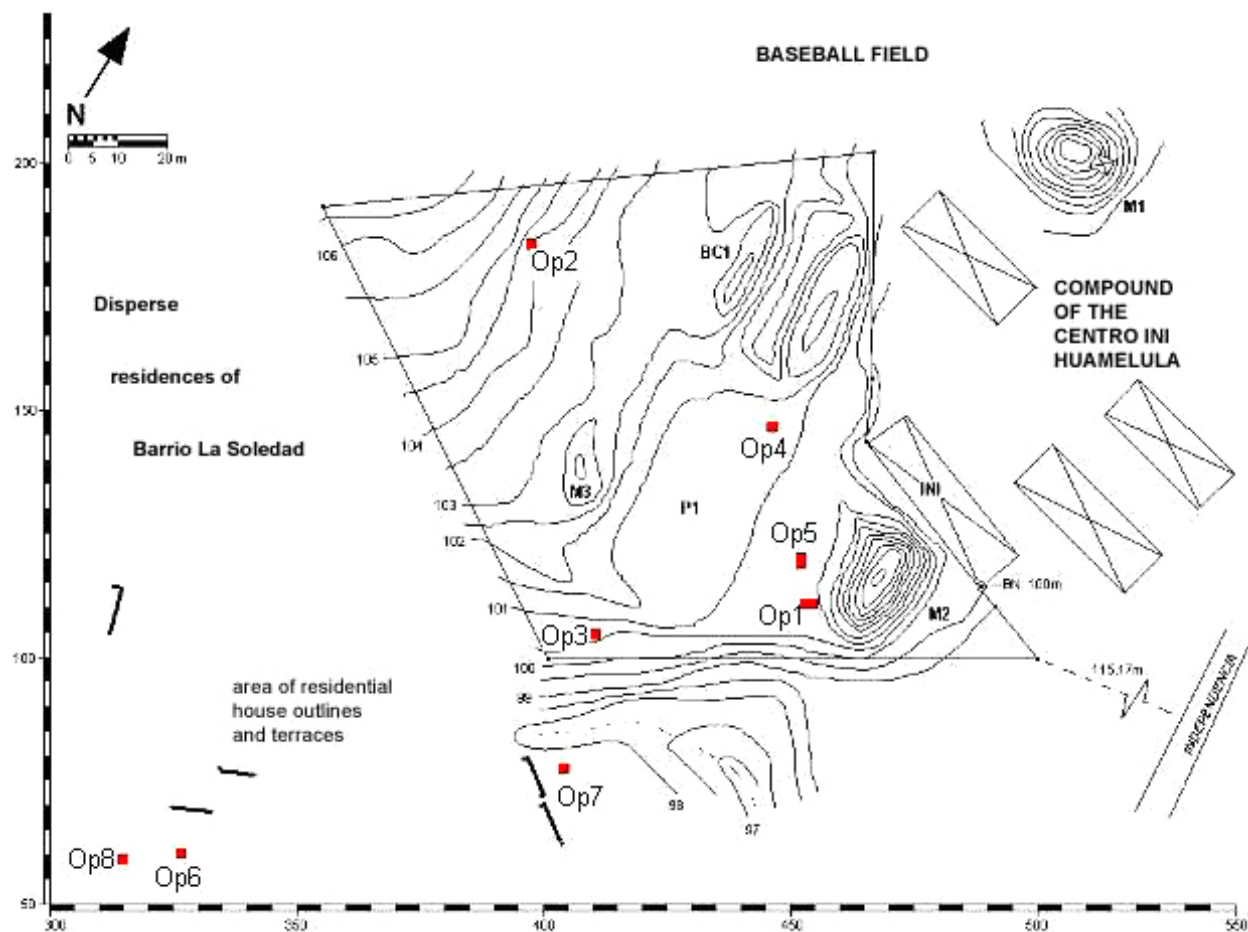 BASEBALL FIELD
N
0 5 10 20 m
200
M1
BC1
106
Op2
COMPOUND
OF THE
CENTRO INI
HUAMELULA
Disperse
105
residences of
150
104
Op4
Barrio La Soledad
M3
INI
103
P1
102
Op5
BN. 100m
101
Op1
M2
Op3
100
100
115.17m
99
area of residential
house outlines
and terraces
INDEPENDENCIA
Op7
98
97
Op8
Op6
50
300 350 400 450 500 550